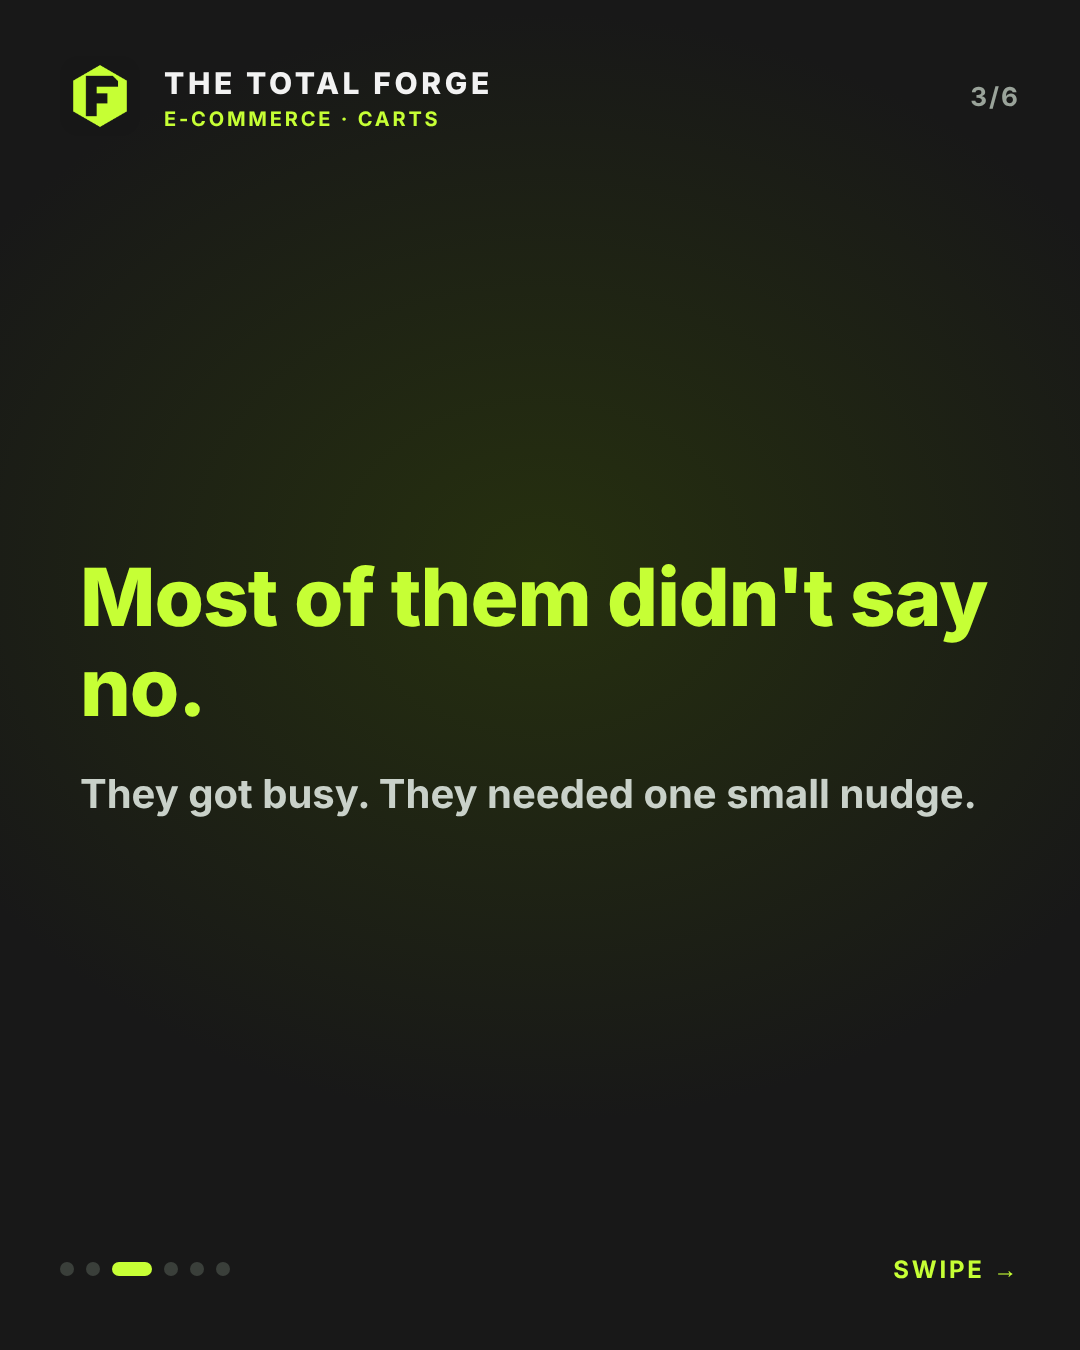 THE TOTAL FORGE
E-COMMERCE · CARTS
3/6
Most of them didn't say
no.
They got busy. They needed one small nudge.
SWIPE →